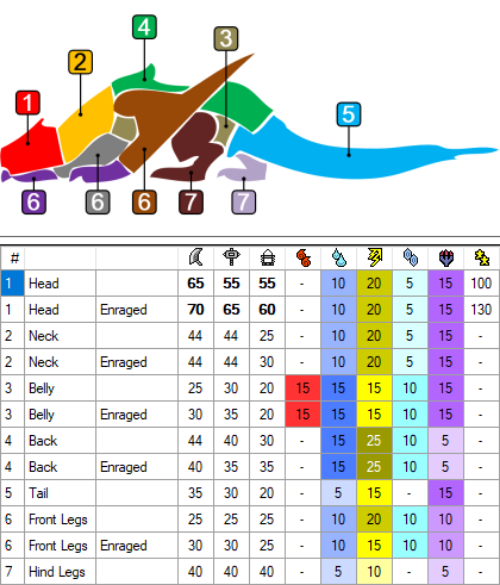 4
3
2
1
5
6
6
6
7
7
#
1 Head 65 55 55 - 10 20 5 15 100
1 Head Enraged 70 65 60 - 10 20 5 15 130
2 Neck 44 44 25 - 10 20 5 15 -
2 Neck Enraged 44 44 30 - 10 20 5 15 -
3 Belly 25 30 20 15 15 15 10 15 -
3 Belly Enraged 30 35 20 15 15 15 10 15 -
4 Back 44 40 30 - 15 25 10 5 -
4 Back Enraged 40 35 35 - 15 25 10 5 -
5 Tail 35 30 20 - 5 15 - 15 -
6 Front Legs 25 25 25 - 10 20 10 10 -
6 Front Legs Enraged 30 30 25 - 10 15 10 10 -
7 Hind Legs 40 40 40 - 5 10 - 5 -